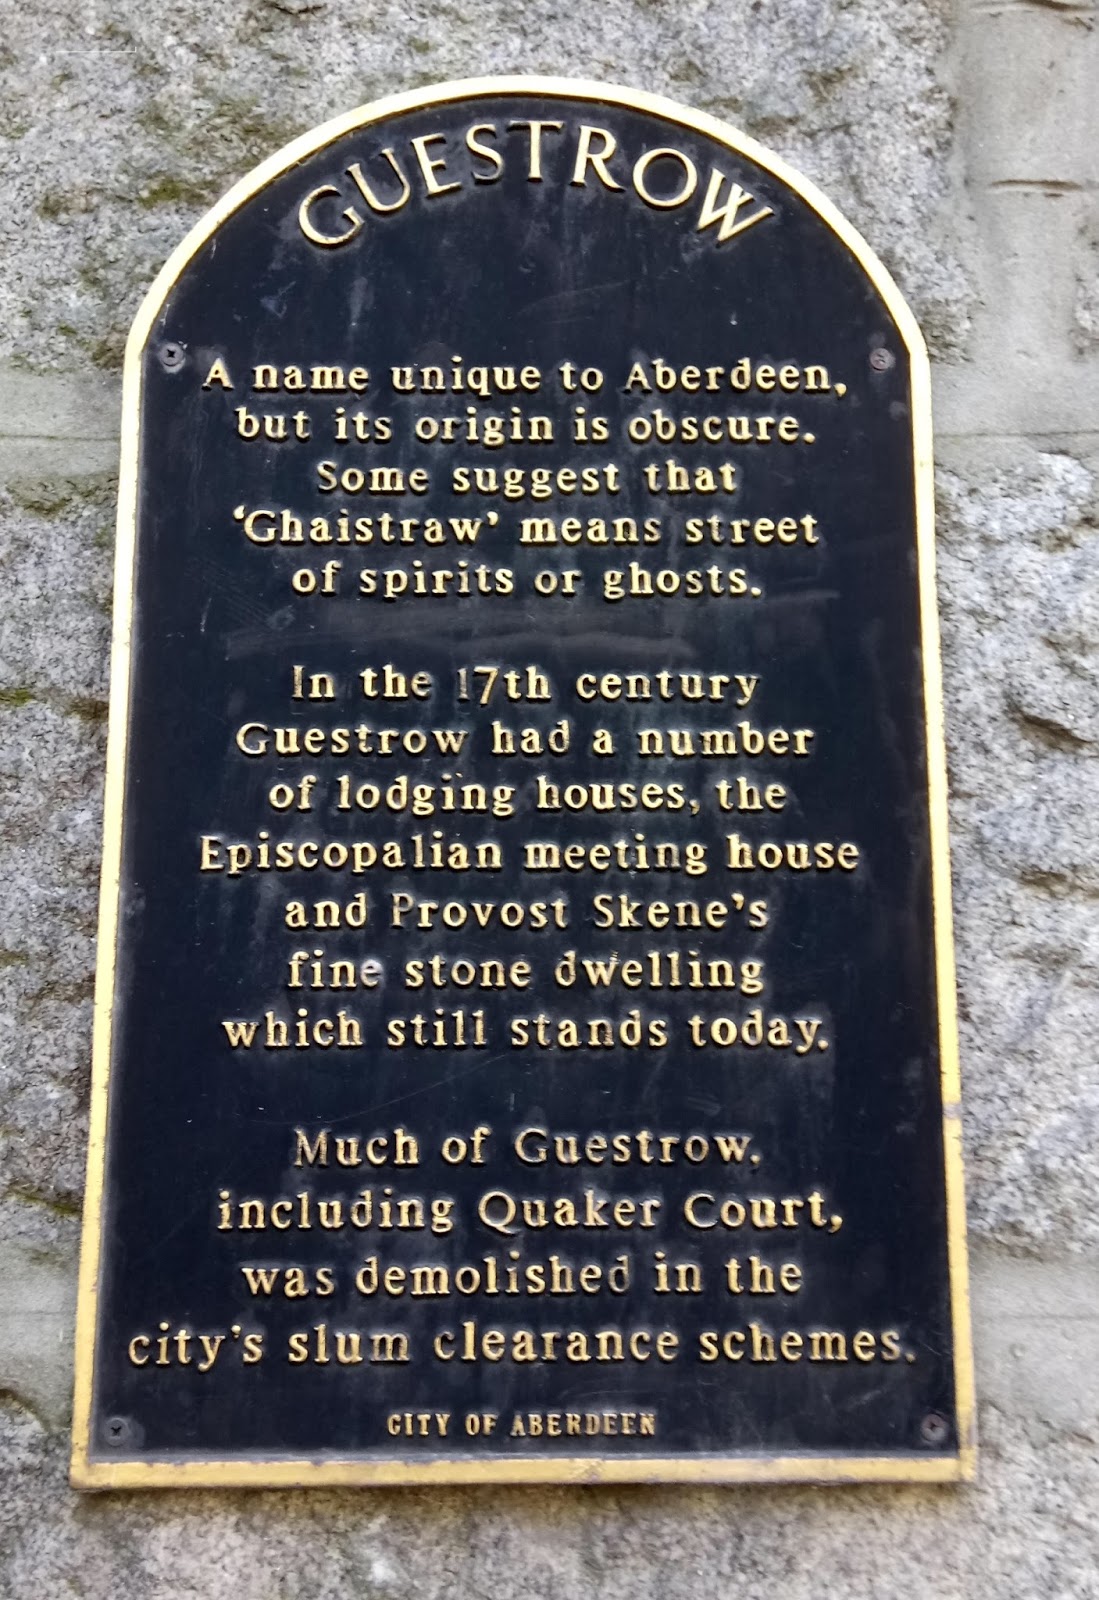 GUESTROW
A name unique to Aberdeen,
but its origin is obscure.
Some suggest that
‘Ghaistraw’ means street
of spirits or ghosts.
In the 17th century
Guestrow had a number
of lodging houses, the
Episcopalian meeting house
and Provost Skene’s
fine stone dwelling
which still stands today.
Much of Guestrow,
including Quaker Court,
was demolished in the
city’s slum clearance schemes.
CITY OF ABERDEEN